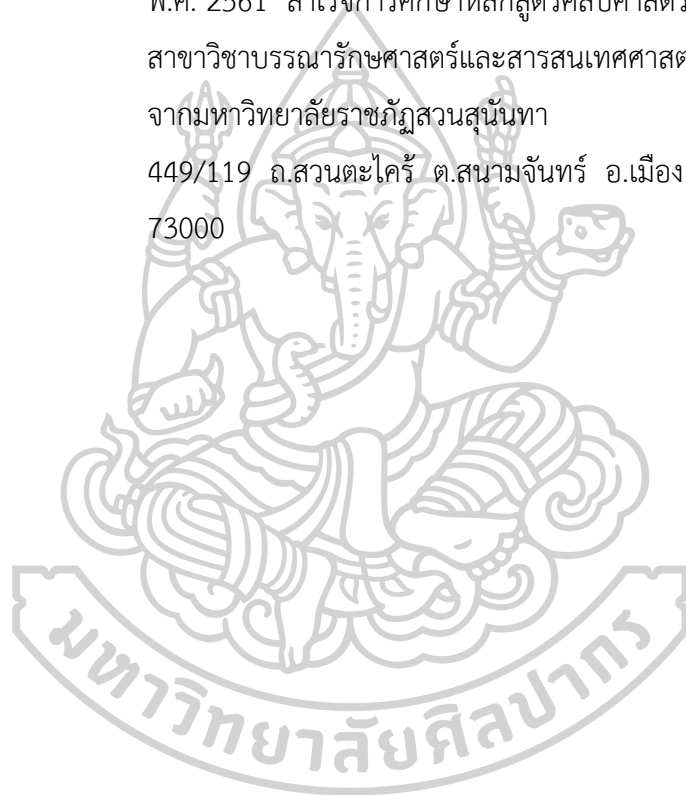 พ.ศ. 2561 สำเร็จการศึกษาหลักสูตรศิลปศาสตร
สาขาวิชาบรรณารักษศาสตร์และสารสนเทศศาสต
จากมหาวิทยาลัยราชภัฏสวนสุนันทา
449/119 ถ.สวนตะไคร้ ต.สนามจันทร์ อ.เมือง
73000
มหาวิทยาลัยศิลปากร